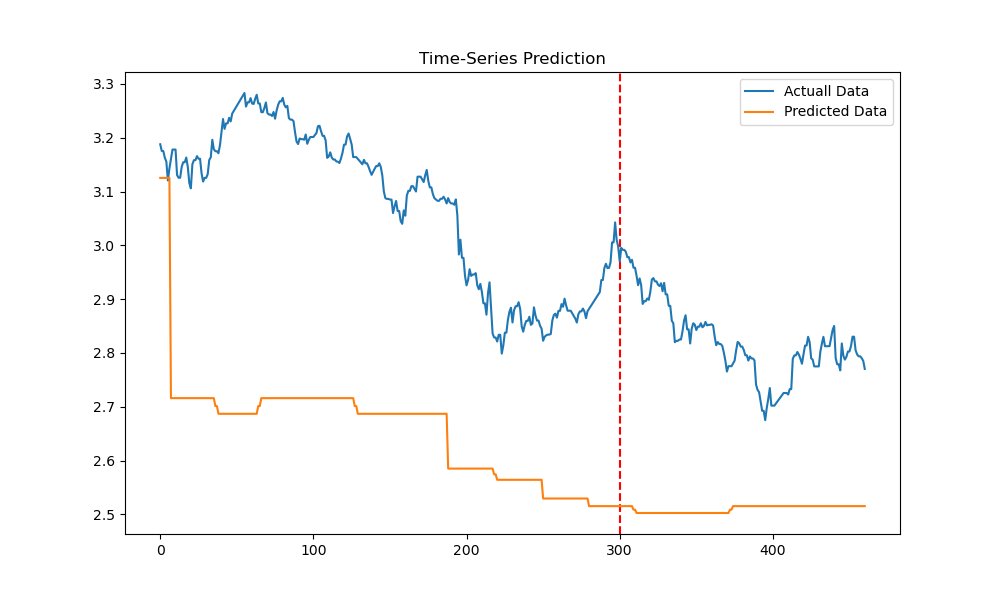 Time-Series Prediction
Actuall Data
Predicted Data
3.3
3.2
3.1
3.0
2.9
2.8
2.7
2.6
2.5
0 100 200 300 400